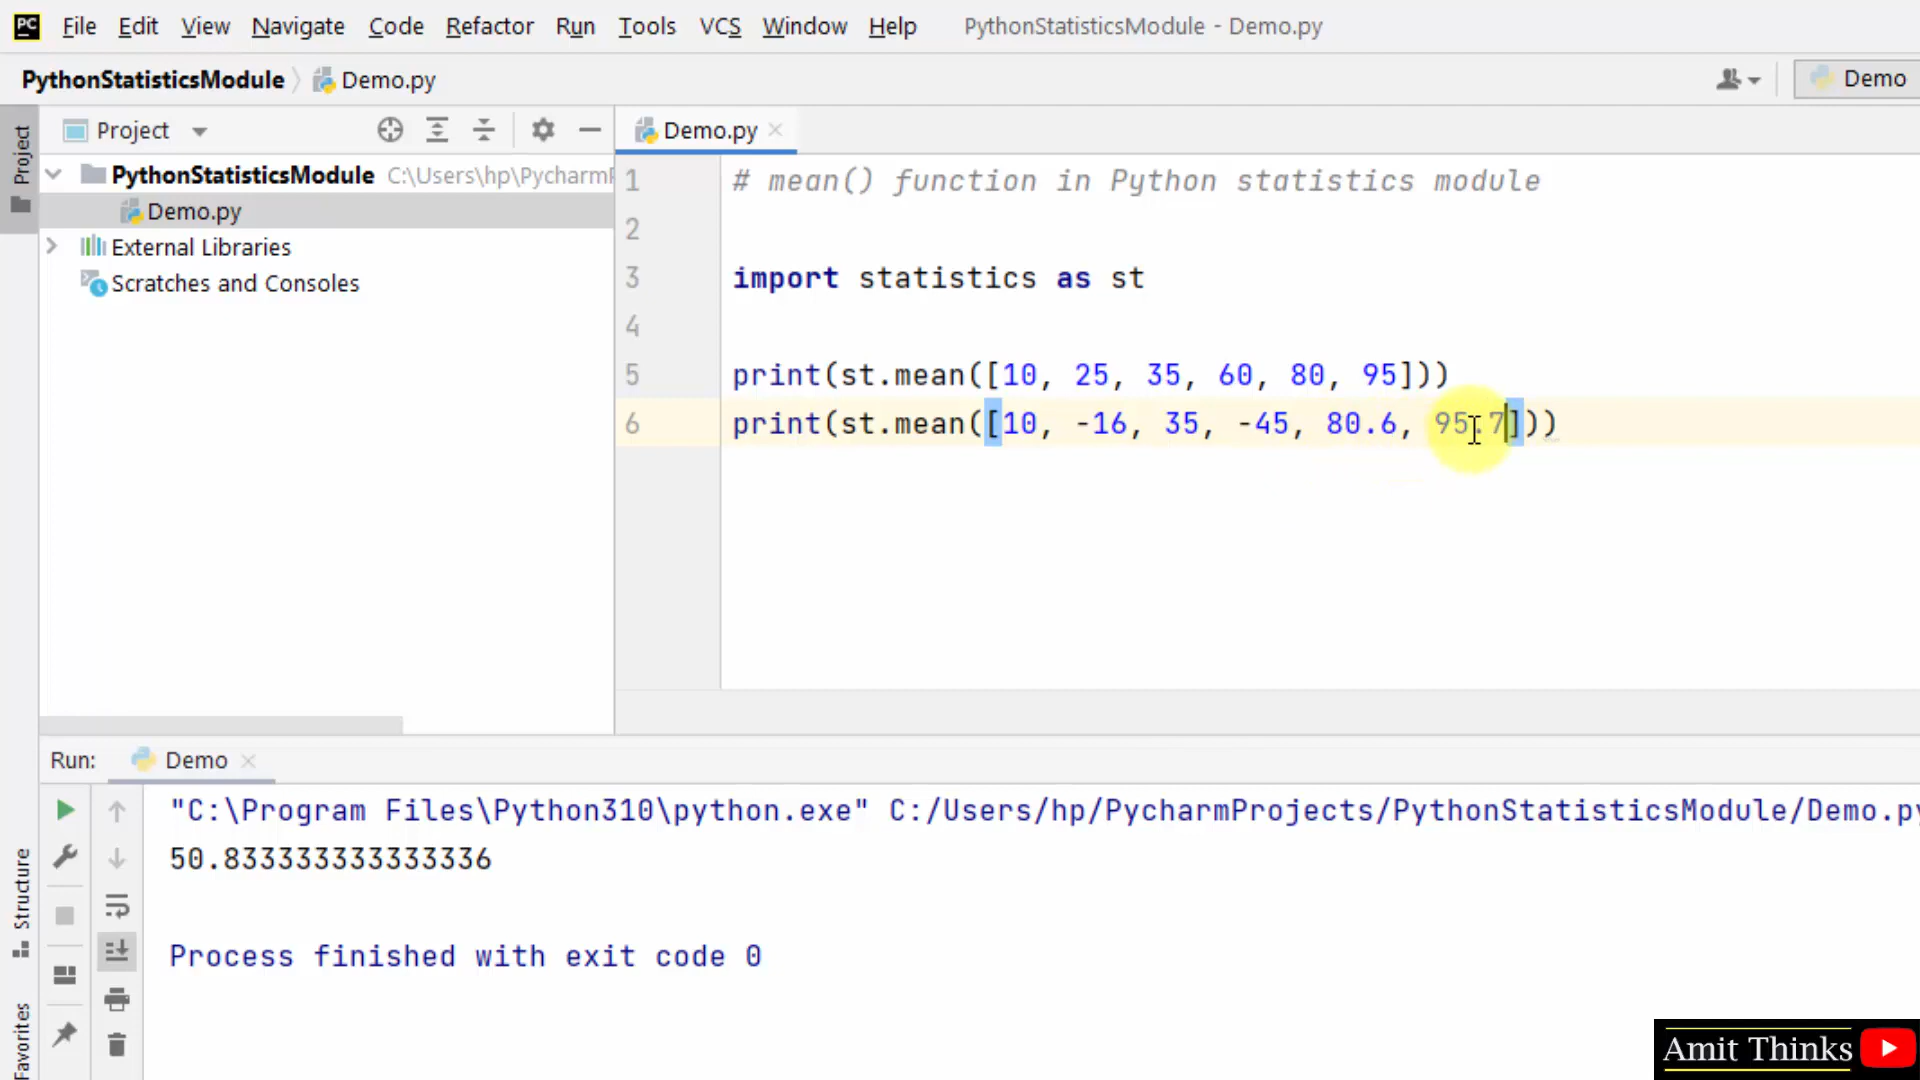 PC File Edit View Navigate Code Refactor Run Tools VCS Window Help PythonStatisticsModule - Demo.py
PythonStatisticsModule Demo.py Demo
Project Demo.py
Project
PythonStatisticsModule C:\Users\hp\Pycharm
Demo.py
External Libraries
Scratches and Consoles
1 # mean() function in Python statistics module
2
3 import statistics as st
4
5 print(st.mean([10, 25, 35, 60, 80, 95]))
6 print(st.mean([10, -16, 35, -45, 80.6, 95.7]))
Run: Demo
"C:\Program Files\Python310\python.exe" C:/Users/hp/PycharmProjects/PythonStatisticsModule/Demo.py
50.833333333333336
Process finished with exit code 0
Structure
Favorites
Amit Thinks